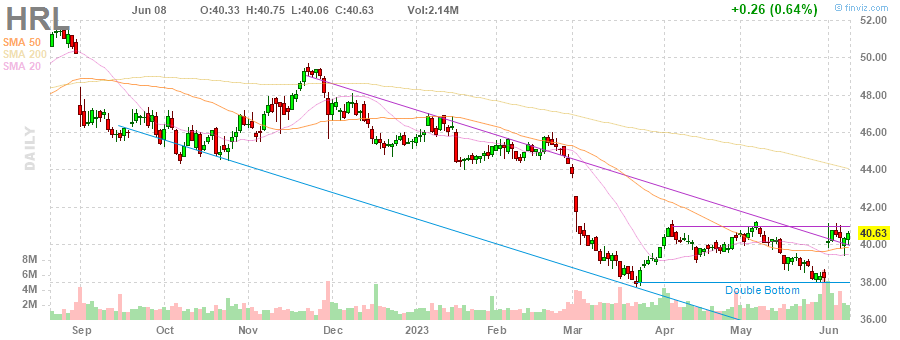 HRL
Jun 08 O:40.33 H:40.75 L:40.06 C:40.63 Vol:2.14M +0.26 (0.64%)
© finviz.com
SMA 50
SMA 200
SMA 20
DAILY
52.00
50.00
48.00
46.00
44.00
42.00
40.63
40.00
38.00
36.00
8M
6M
4M
2M
Double Bottom
Sep Oct Nov Dec 2023 Feb Mar Apr May Jun